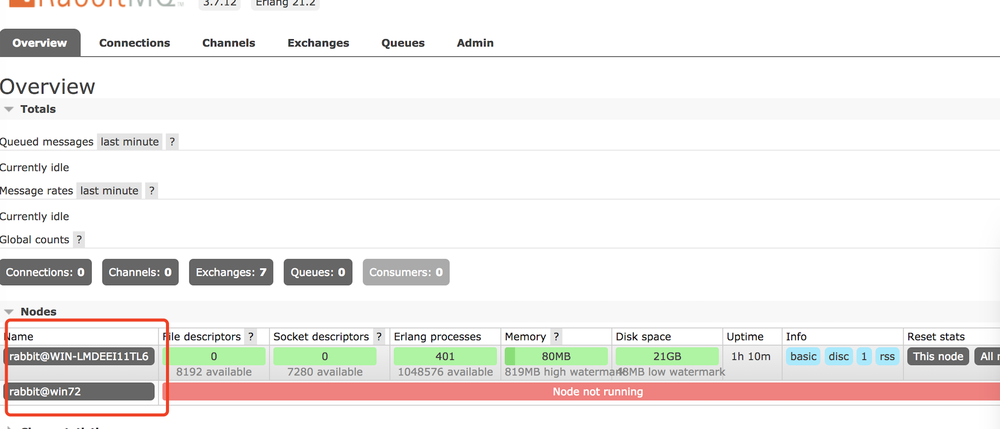 RabbitMQ TM 3.7.12 Erlang 21.2
Overview Connections Channels Exchanges Queues Admin
Overview
Totals
Queued messages last minute ?
Currently idle
Message rates last minute ?
Currently idle
Global counts ?
Connections: 0 Channels: 0 Exchanges: 7 Queues: 0 Consumers: 0
Nodes
Name File descriptors ? Socket descriptors ? Erlang processes Memory ? Disk space Uptime Info Reset stats
rabbit@WIN-LMDEEI11TL6 0 0 401 80MB 21GB 1h 10m basic disc 1 rss This node All
8192 available 7280 available 1048576 available 819MB high watermark 48MB low watermark
rabbit@win72 Node not running